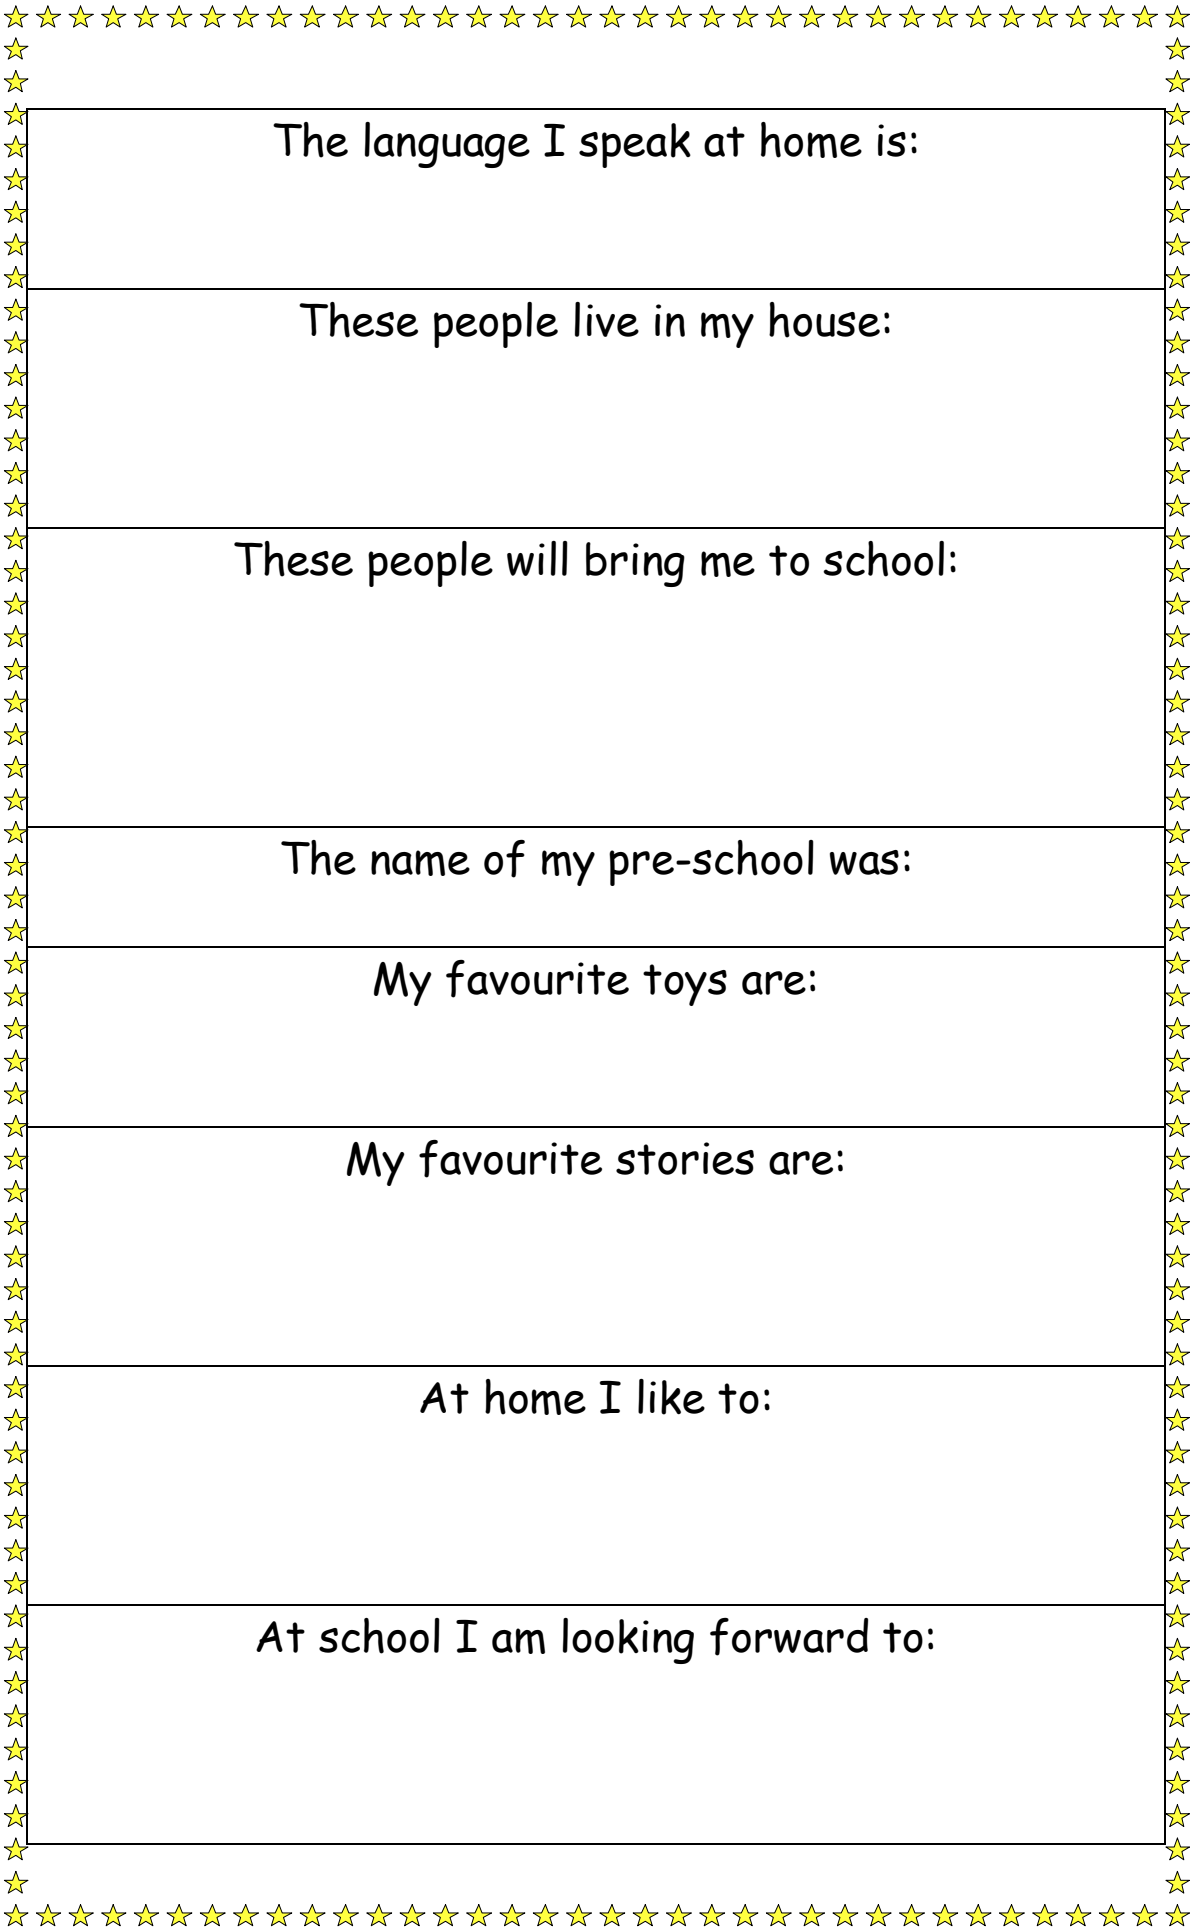 The language I speak at home is:
These people live in my house:
These people will bring me to school:
The name of my pre-school was:
My favourite toys are:
My favourite stories are:
At home I like to:
At school I am looking forward to: